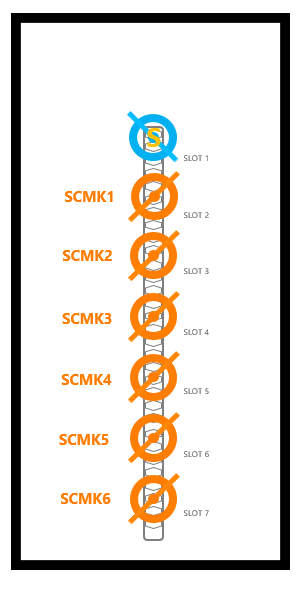 S
SLOT 1
SCMK1
SLOT 2
SCMK2
SLOT 3
SCMK3
SLOT 4
SCMK4
SLOT 5
SCMK5
SLOT 6
SCMK6
SLOT 7